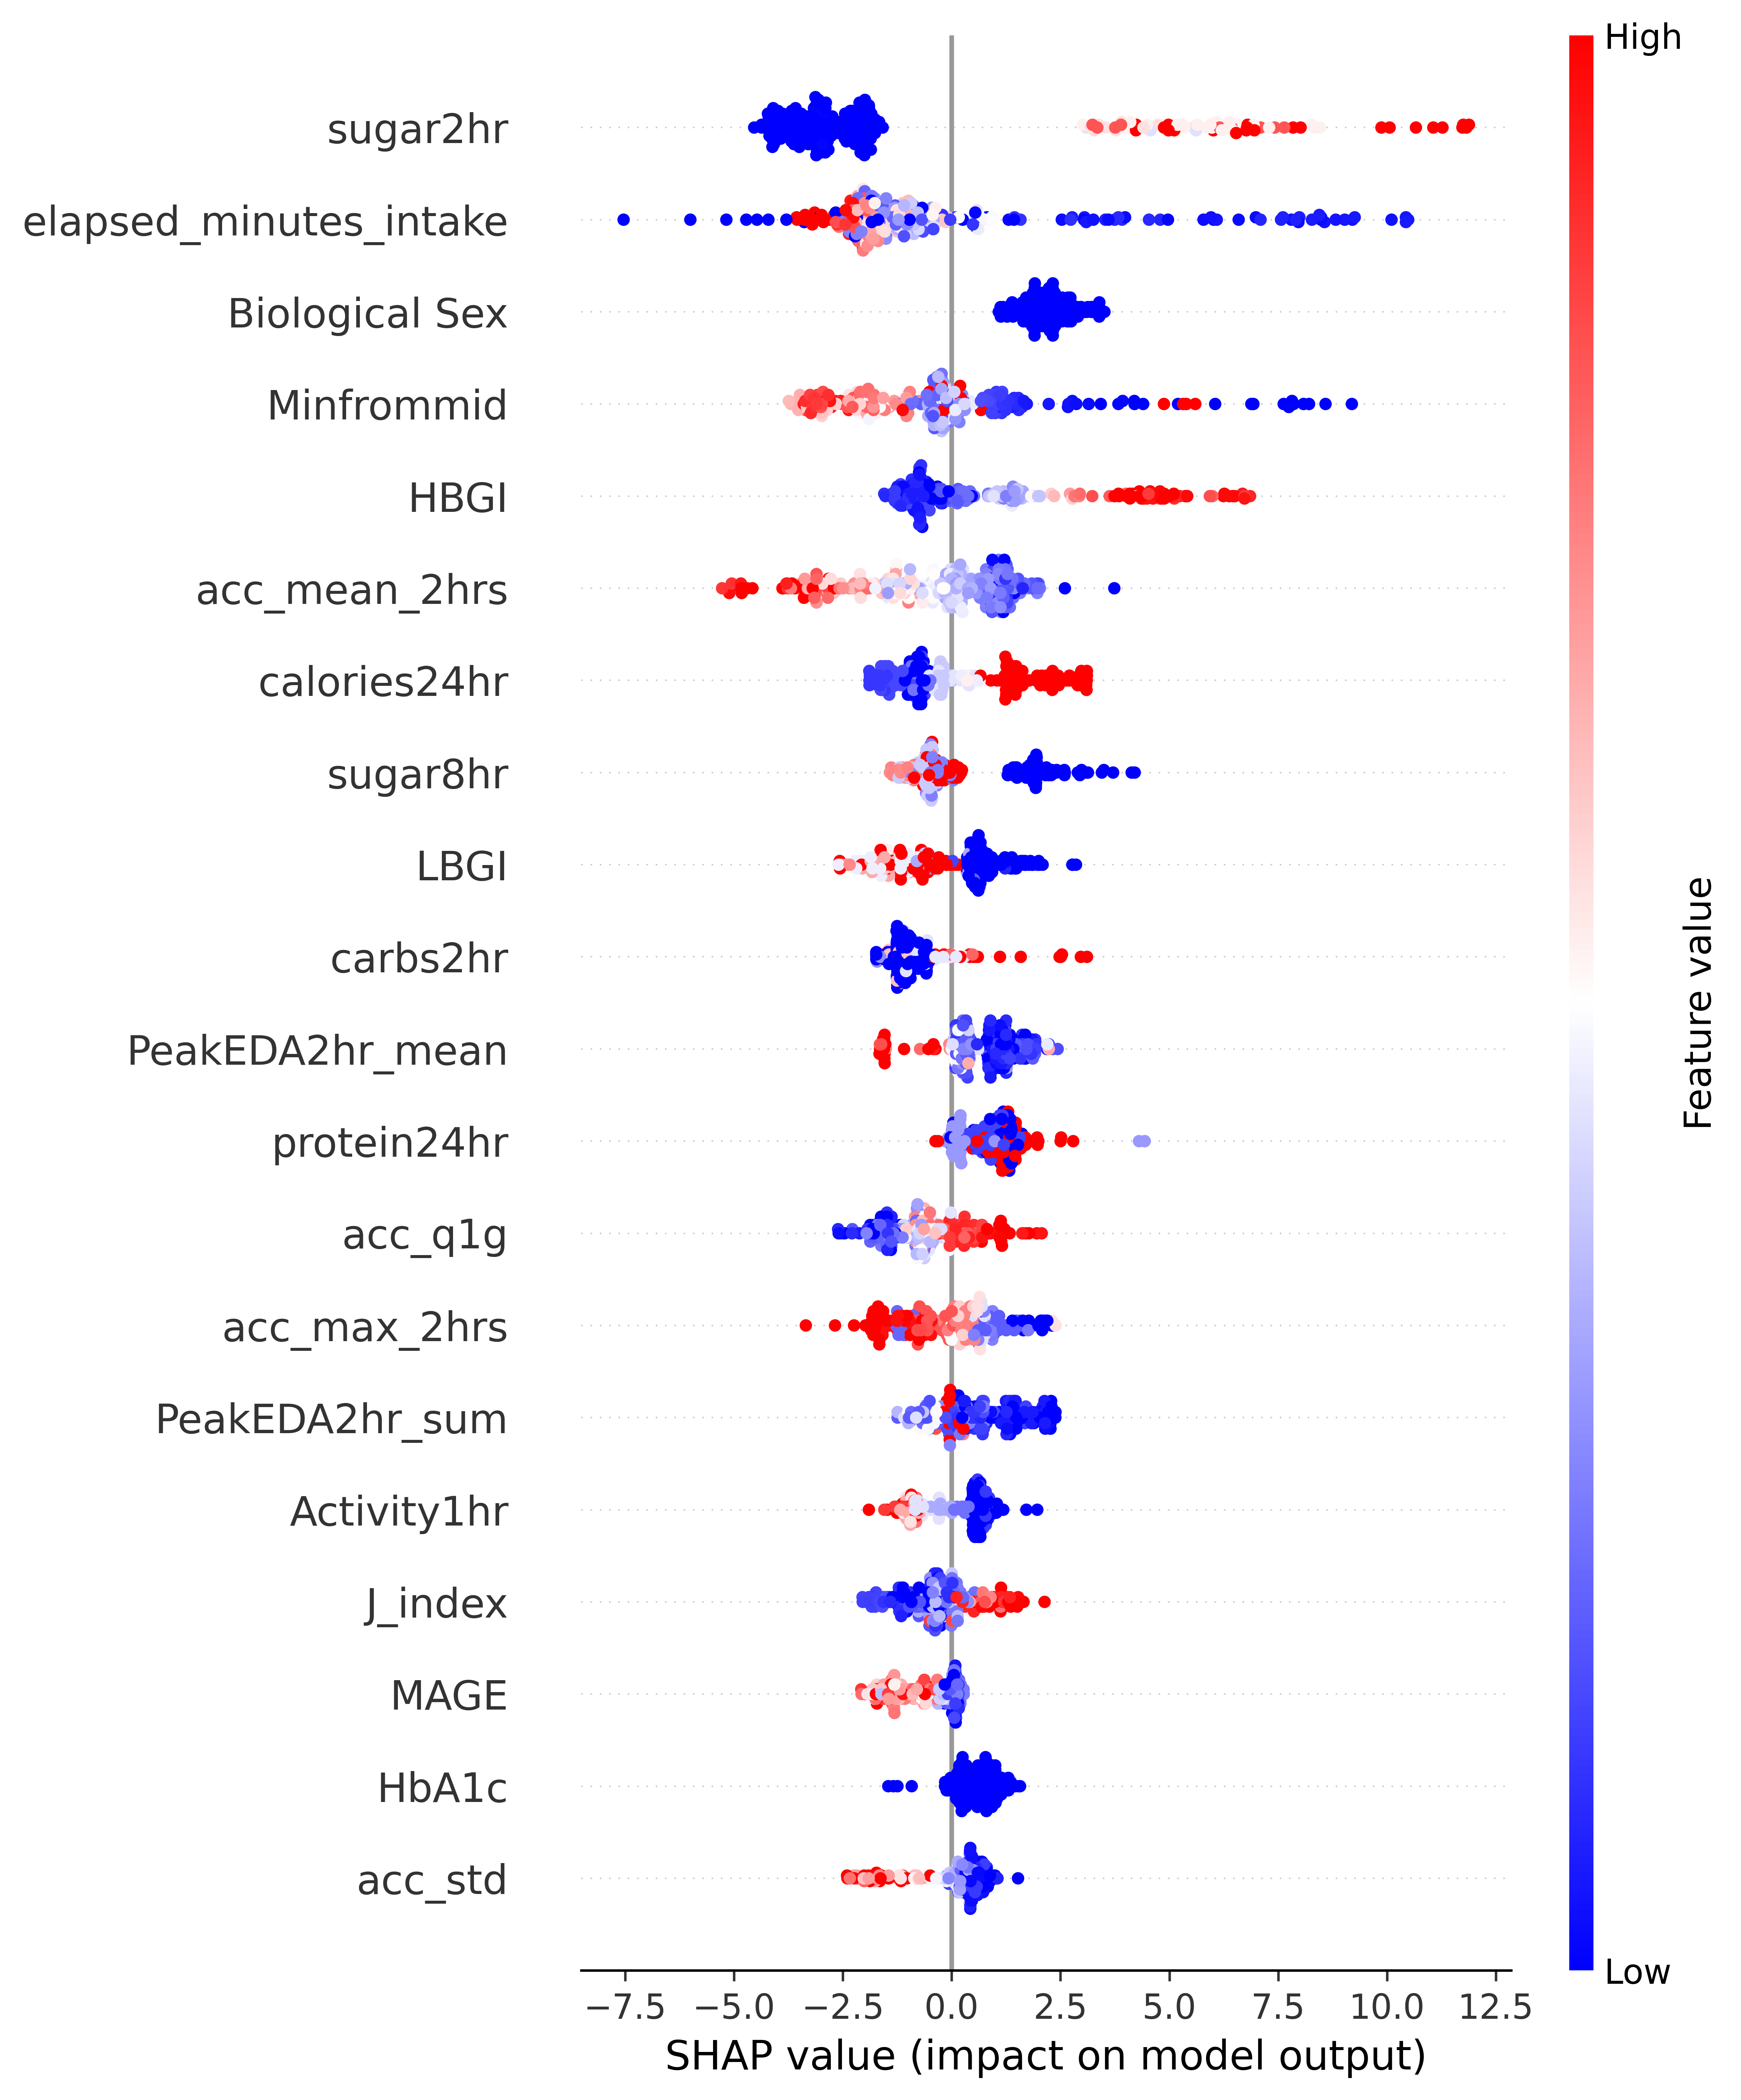 High
sugar2hr
elapsed_minutes_intake
Biological Sex
Minfrommid
HBGI
acc_mean_2hrs
calories24hr
sugar8hr
LBGI
carbs2hr
PeakEDA2hr_mean
protein24hr
acc_q1g
acc_max_2hrs
PeakEDA2hr_sum
Activity1hr
J_index
MAGE
HbA1c
acc_std
Feature value
Low
−7.5 −5.0 −2.5 0.0 2.5 5.0 7.5 10.0 12.5
SHAP value (impact on model output)